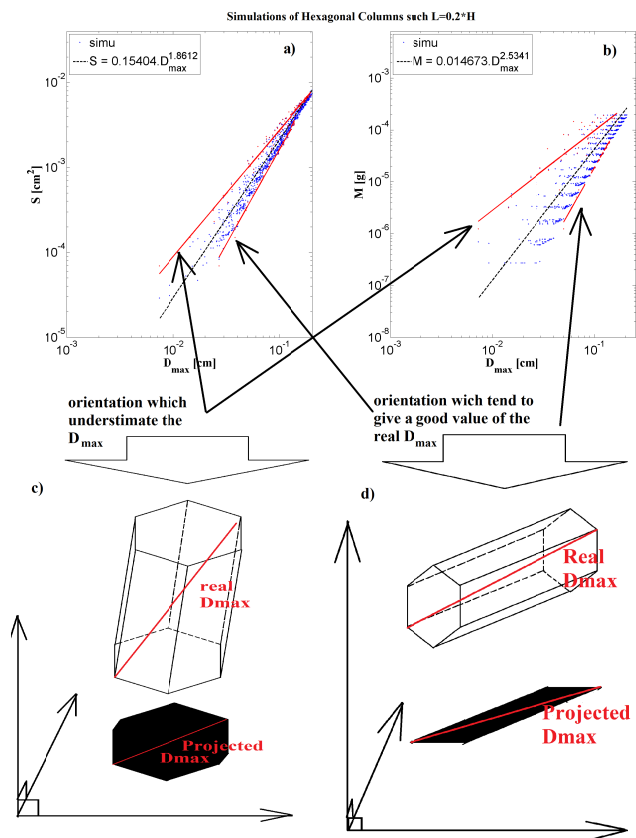 Simulations of Hexagonal Columns such L=0.2*H
a)
simu
S = 0.15404.D_max^1.8612
10^-2
10^-3
10^-4
10^-5
S [cm^2]
10^-3
10^-2
10^-1
D_max [cm]
b)
simu
M = 0.014673.D_max^2.5341
10^-3
10^-4
10^-5
10^-6
10^-7
10^-8
M [g]
10^-3
10^-2
10^-1
D_max [cm]
orientation which
understimate the
D_max
orientation wich tend to
give a good value of the
real D_max
c)
real
Dmax
Projected
Dmax
d)
Real
Dmax
Projected
Dmax